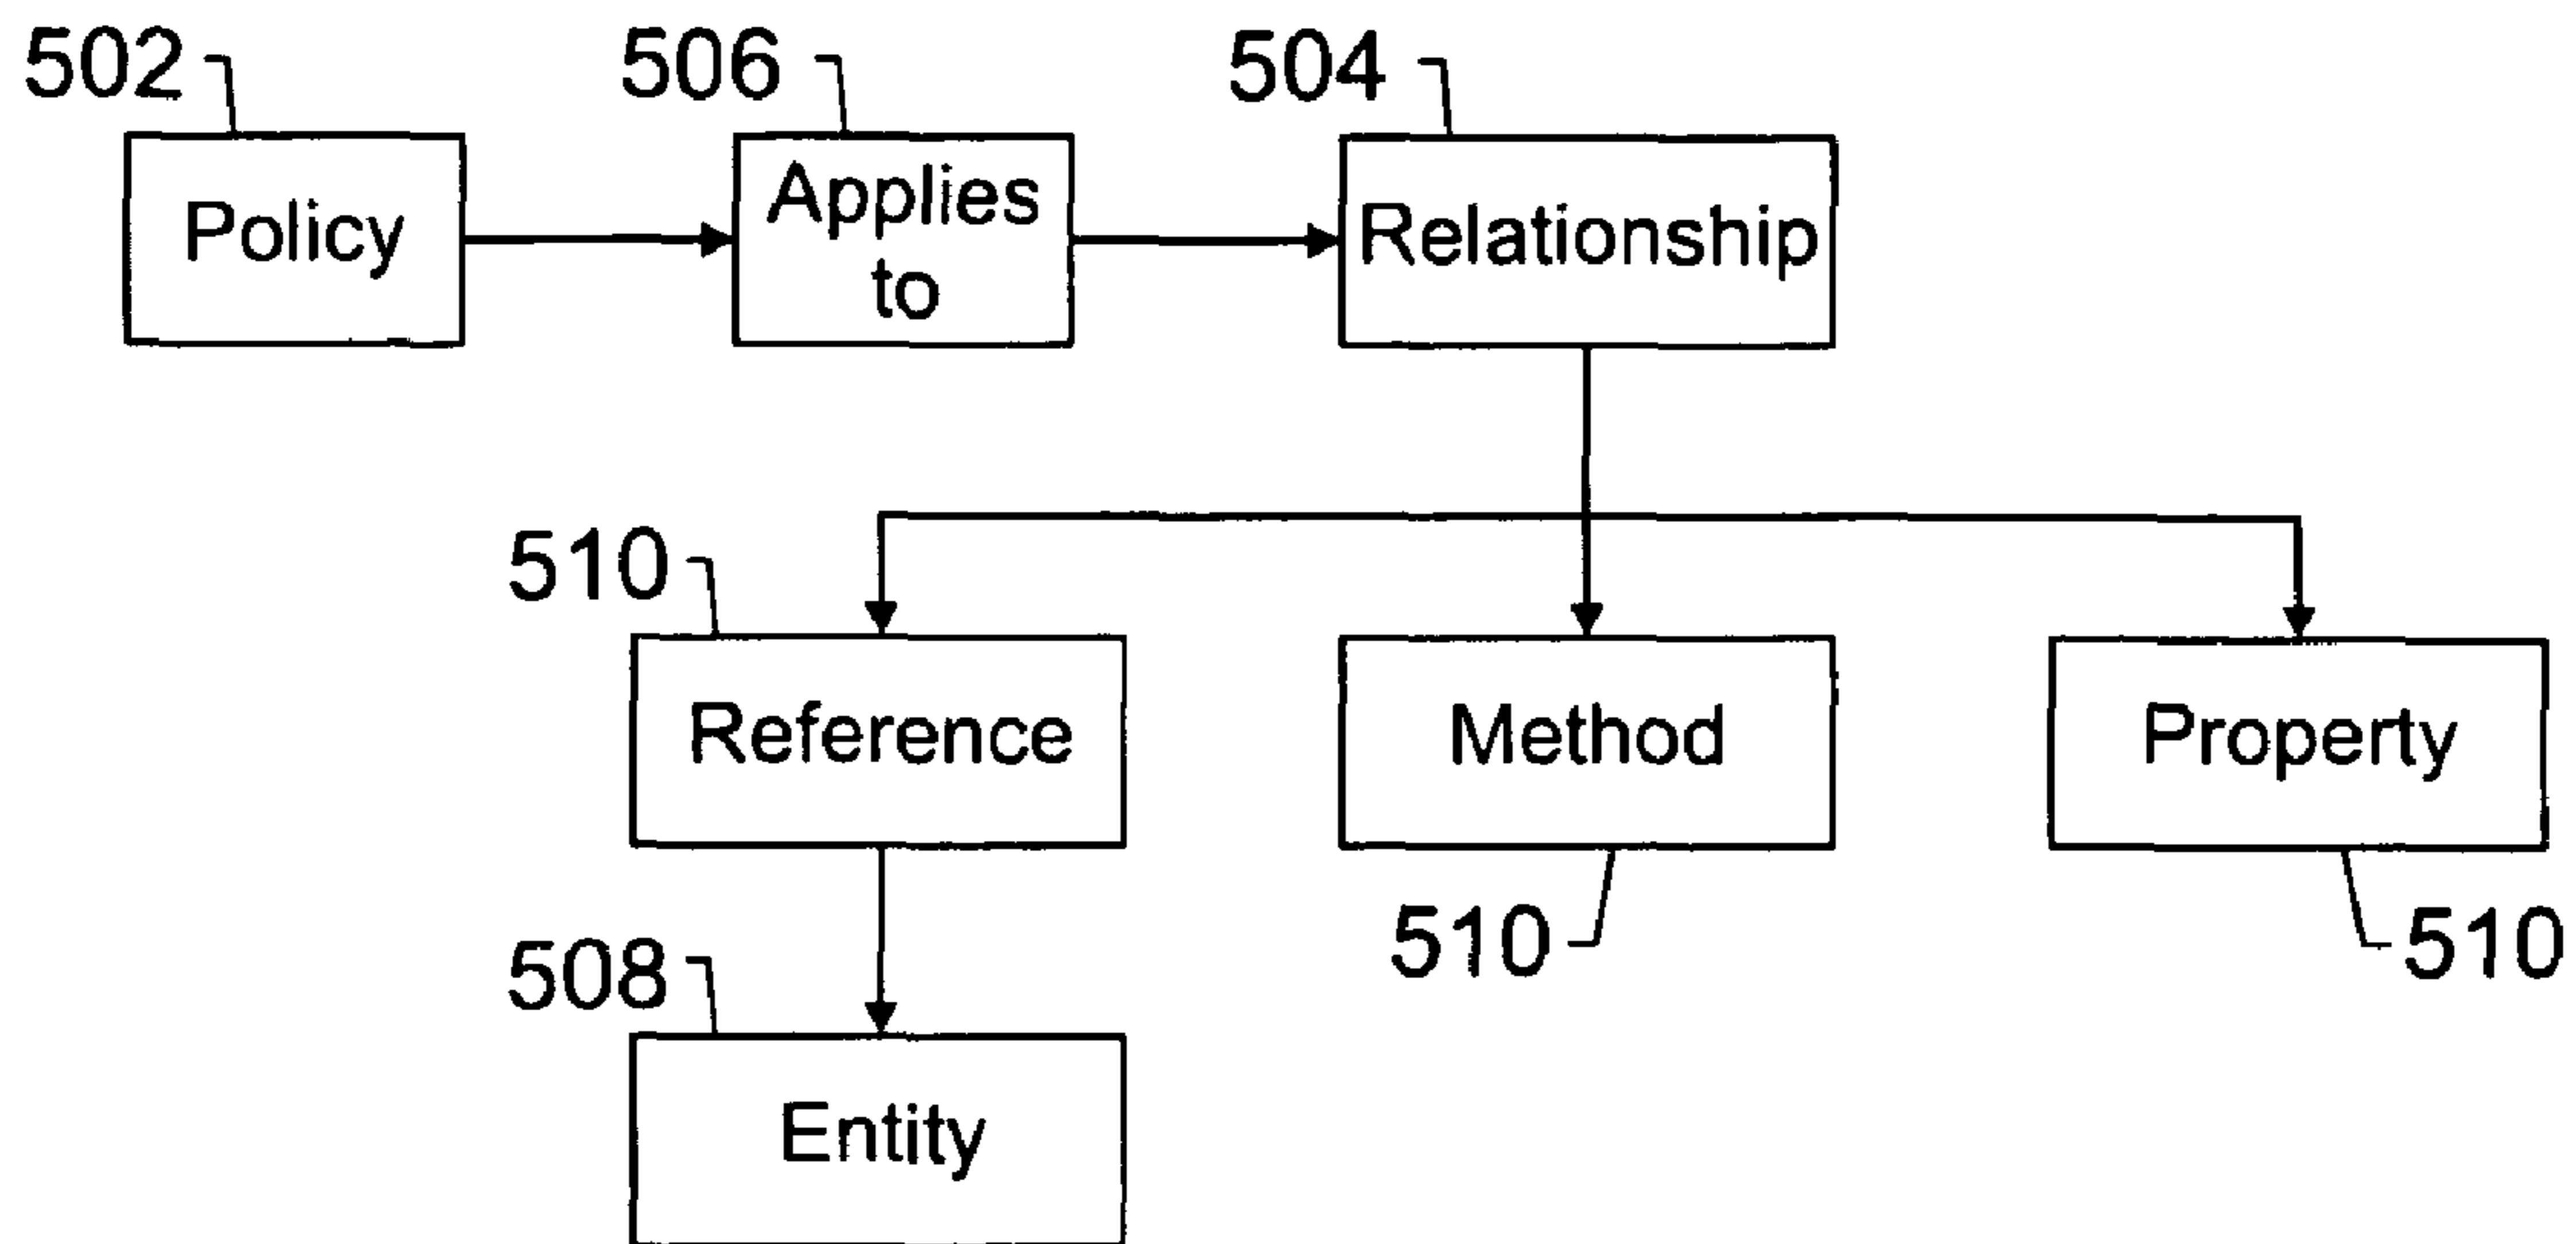 502
506
504
Policy
Applies
to
Relationship
510
Reference
Method
Property
510
510
508
Entity